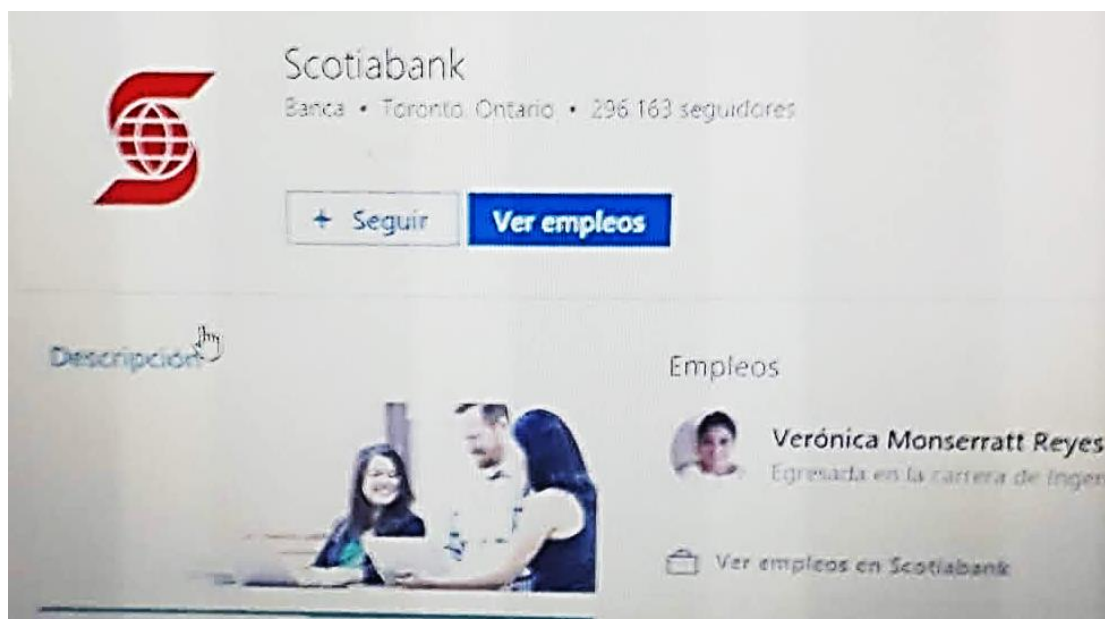 Scotiabank
Banca • Toronto, Ontario • 296.163 seguidores
+ Seguir
Ver empleos
Descripción
Empleos
Verónica Monserratt Reyes
Egresada en la carrera de Ingen
Ver empleos en Scotiabank